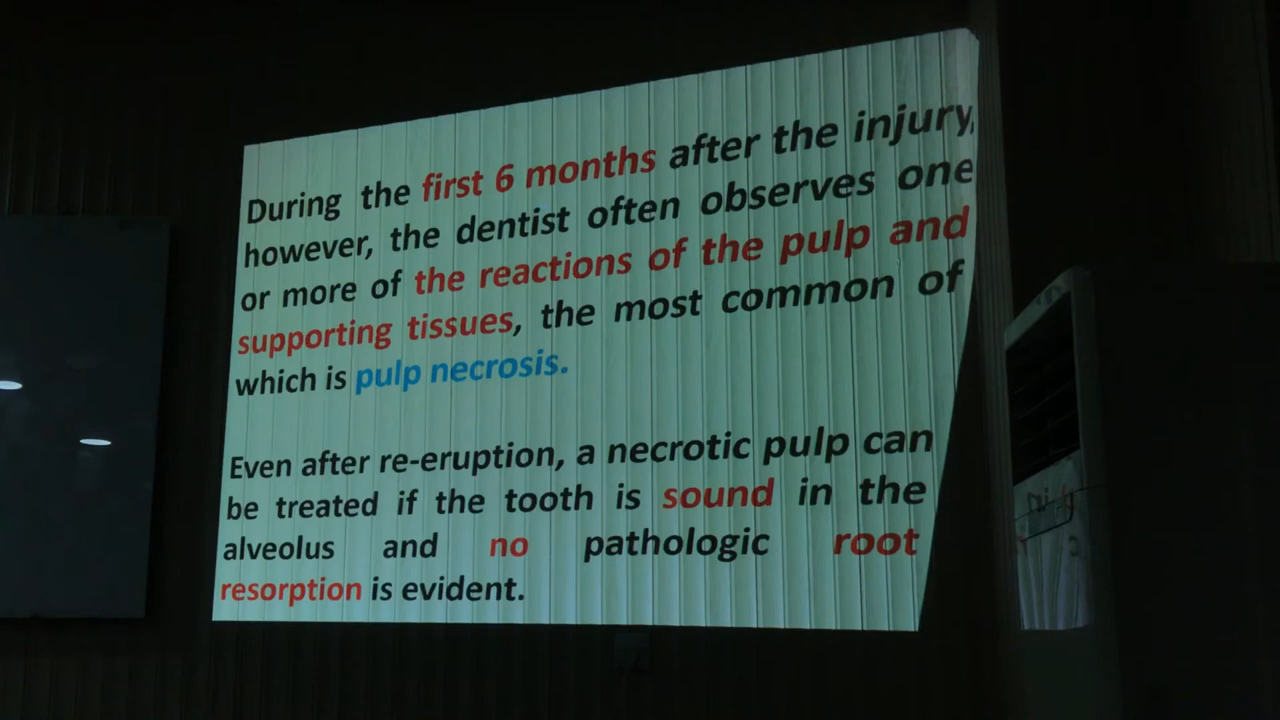 During the first 6 months after the injury,
however, the dentist often observes one
or more of the reactions of the pulp and
supporting tissues, the most common of
which is pulp necrosis.
Even after re-eruption, a necrotic pulp can
be treated if the tooth is sound in the
alveolus and no pathologic root
resorption is evident.